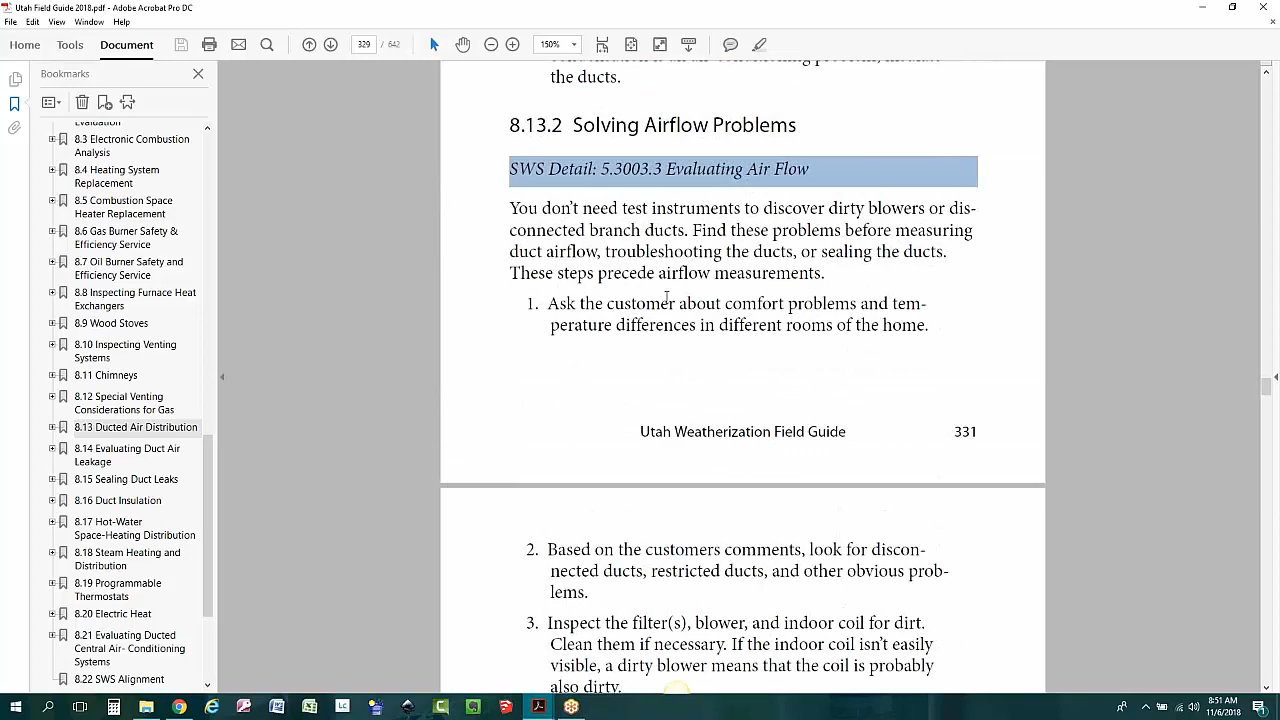 Utah Field Guide 2018.pdf - Adobe Acrobat Pro DC
File Edit View Window Help
Home Tools Document 329 / 642 150%
Bookmarks
Evaluation
8.3 Electronic Combustion
Analysis
8.4 Heating System
Replacement
8.5 Combustion Space
Heater Replacement
8.6 Gas Burner Safety &
Efficiency Service
8.7 Oil Burner Safety and
Efficiency Service
8.8 Inspecting Furnace Heat
Exchangers
8.9 Wood Stoves
8.10 Inspecting Venting
Systems
8.11 Chimneys
8.12 Special Venting
Considerations for Gas
8.13 Ducted Air Distribution
8.14 Evaluating Duct Air
Leakage
8.15 Sealing Duct Leaks
8.16 Duct Insulation
8.17 Hot-Water
Space-Heating Distribution
8.18 Steam Heating and
Distribution
8.19 Programmable
Thermostats
8.20 Electric Heat
8.21 Evaluating Ducted
Central Air- Conditioning
Systems
8.22 SWS Alignment
the ducts.
8.13.2 Solving Airflow Problems
SWS Detail: 5.3003.3 Evaluating Air Flow
You don't need test instruments to discover dirty blowers or dis-
connected branch ducts. Find these problems before measuring
duct airflow, troubleshooting the ducts, or sealing the ducts.
These steps precede airflow measurements.
1. Ask the customer about comfort problems and tem-
perature differences in different rooms of the home.
Utah Weatherization Field Guide 331
2. Based on the customers comments, look for discon-
nected ducts, restricted ducts, and other obvious prob-
lems.
3. Inspect the filter(s), blower, and indoor coil for dirt.
Clean them if necessary. If the indoor coil isn't easily
visible, a dirty blower means that the coil is probably
also dirty.
8:51 AM
11/6/2018